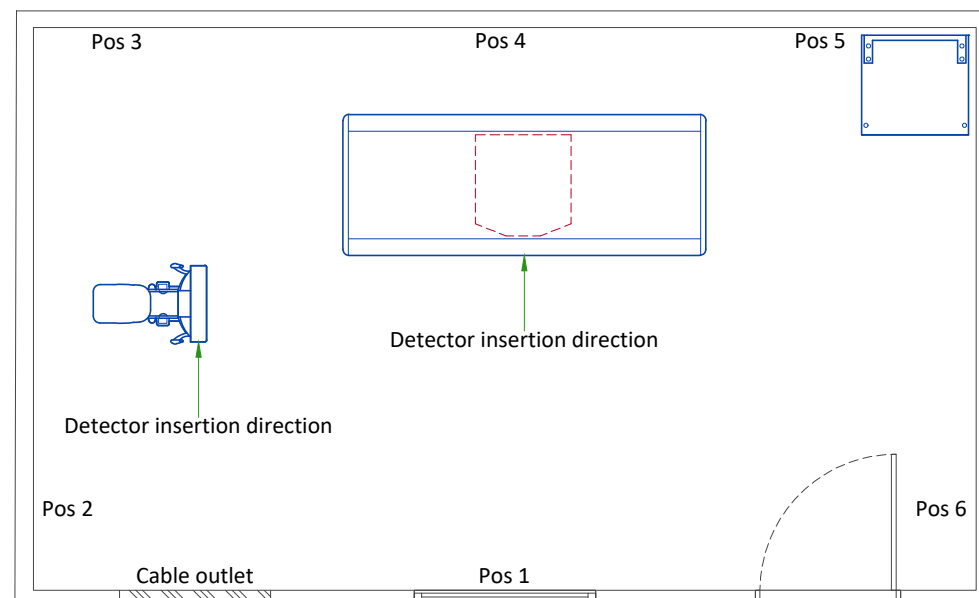 Pos 3
Pos 4
Pos 5
Detector insertion direction
Detector insertion direction
Pos 2
Pos 6
Cable outlet
Pos 1